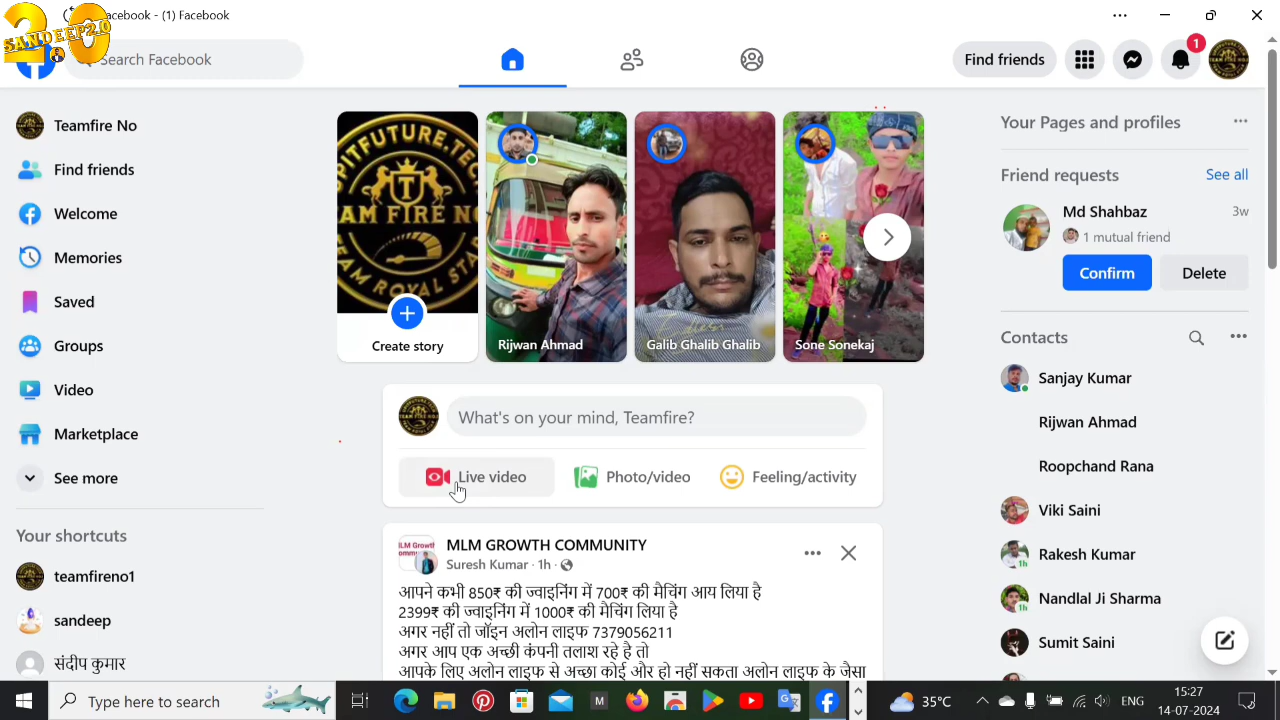 Facebook - (1) Facebook
SANDEEP2.0
20
Search Facebook
Find friends
1
Teamfire No
Find friends
Welcome
Memories
Saved
Groups
Video
Marketplace
See more
Your shortcuts
teamfireno1
sandeep
संदीप कुमार
Create story
Rijwan Ahmad
Galib Ghalib Ghalib
Sone Sonekaj
What's on your mind, Teamfire?
Live video
Photo/video
Feeling/activity
MLM GROWTH COMMUNITY
Suresh Kumar · 1h ·
आपने कभी 850₹ की ज्वाइनिंग में 700₹ की मैचिंग आय लिया है
2399₹ की ज्वाइनिंग में 1000₹ की मैचिंग लिया है
अगर नहीं तो जॉइन अलोन लाइफ 7379056211
अगर आप एक अच्छी कंपनी तलाश रहे है तो
आपके लिए अलोन लाइफ से अच्छा कोई और हो नहीं सकता अलोन लाइफ के जैसा
Your Pages and profiles
Friend requests
See all
Md Shahbaz
3w
1 mutual friend
Confirm
Delete
Contacts
Sanjay Kumar
Rijwan Ahmad
Roopchand Rana
Viki Saini
Rakesh Kumar
1h
Nandlal Ji Sharma
1h
Sumit Saini
Type here to search
35°C
ENG
15:27
14-07-2024